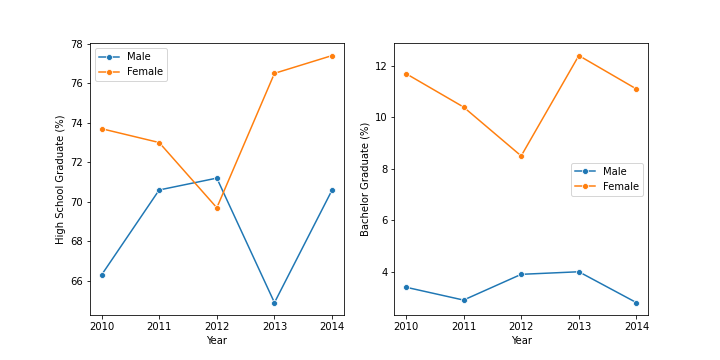 78
76
74
72
70
68
66
High School Graduate (%)
Male
Female
2010 2011 2012 2013 2014
Year
12
10
8
6
4
Bachelor Graduate (%)
Male
Female
2010 2011 2012 2013 2014
Year